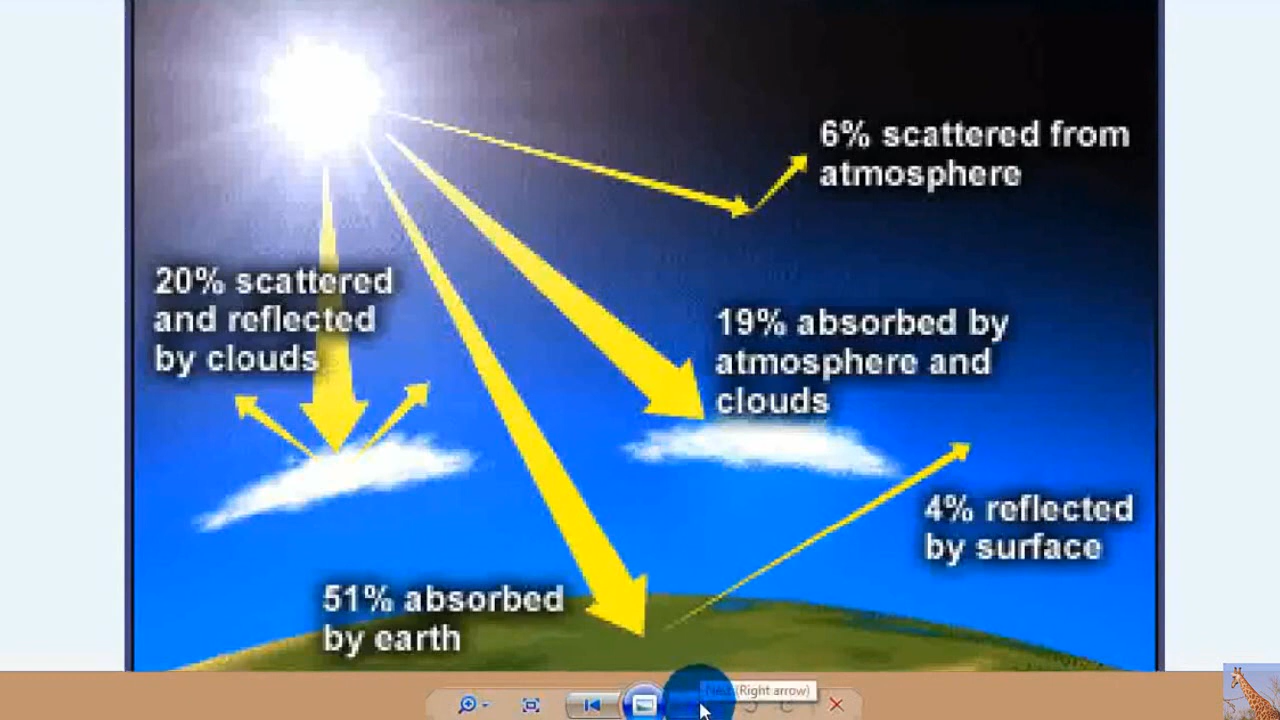 6% scattered from
atmosphere
20% scattered
and reflected
by clouds
19% absorbed by
atmosphere and
clouds
4% reflected
by surface
51% absorbed
by earth
Next (Right arrow)